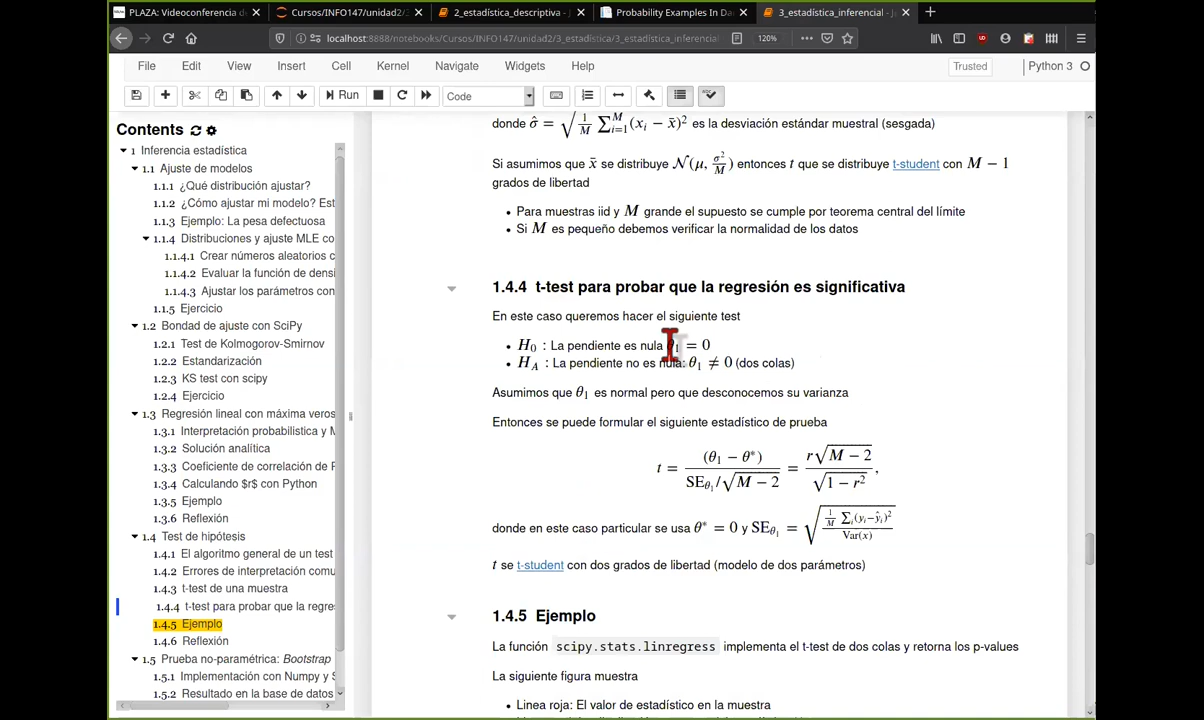 PLAZA: Videoconferencia d
Cursos/INFO147/unidad2/3
2_estadística_descriptiva - J
Probability Examples In Da
3_estadística_inferencial - J
localhost:8888/notebooks/Cursos/INFO147/unidad2/3_estadística/3_estadística_inferencial
120%
File Edit View Insert Cell Kernel Navigate Widgets Help
Trusted
Python 3
Run
Code
Contents
1 Inferencia estadística
1.1 Ajuste de modelos
1.1.1 ¿Qué distribución ajustar?
1.1.2 ¿Cómo ajustar mi modelo? Est
1.1.3 Ejemplo: La pesa defectuosa
1.1.4 Distribuciones y ajuste MLE co
1.1.4.1 Crear números aleatorios c
1.1.4.2 Evaluar la función de densi
1.1.4.3 Ajustar los parámetros con
1.1.5 Ejercicio
1.2 Bondad de ajuste con SciPy
1.2.1 Test de Kolmogorov-Smirnov
1.2.2 Estandarización
1.2.3 KS test con scipy
1.2.4 Ejercicio
1.3 Regresión lineal con máxima veros
1.3.1 Interpretación probabilistica y M
1.3.2 Solución analítica
1.3.3 Coeficiente de correlación de P
1.3.4 Calculando $r$ con Python
1.3.5 Ejemplo
1.3.6 Reflexión
1.4 Test de hipótesis
1.4.1 El algoritmo general de un test
1.4.2 Errores de interpretación comu
1.4.3 t-test de una muestra
1.4.4 t-test para probar que la regre
1.4.5 Ejemplo
1.4.6 Reflexión
1.5 Prueba no-paramétrica: Bootstrap
1.5.1 Implementación con Numpy y S
1.5.2 Resultado en la base de datos
donde σ̂ = √(1/M ∑ᵢ₌₁ᴹ (xᵢ − x̄)²) es la desviación estándar muestral (sesgada)
Si asumimos que x̄ se distribuye 𝒩(μ, σ²/M) entonces t que se distribuye t-student con M − 1
grados de libertad
• Para muestras iid y M grande el supuesto se cumple por teorema central del límite
• Si M es pequeño debemos verificar la normalidad de los datos
1.4.4 t-test para probar que la regresión es significativa
En este caso queremos hacer el siguiente test
• H₀ : La pendiente es nula θ₁ = 0
• H_A : La pendiente no es nula: θ₁ ≠ 0 (dos colas)
Asumimos que θ₁ es normal pero que desconocemos su varianza
Entonces se puede formular el siguiente estadístico de prueba
t = (θ₁ − θ*) / (SE_θ₁/√(M − 2)) = r√(M − 2) / √(1 − r²),
donde en este caso particular se usa θ* = 0 y SE_θ₁ = √(1/M ∑ᵢ(yᵢ−ŷᵢ)² / Var(x))
t se t-student con dos grados de libertad (modelo de dos parámetros)
1.4.5 Ejemplo
La función scipy.stats.linregress implementa el t-test de dos colas y retorna los p-values
La siguiente figura muestra
• Linea roja: El valor de estadístico en la muestra